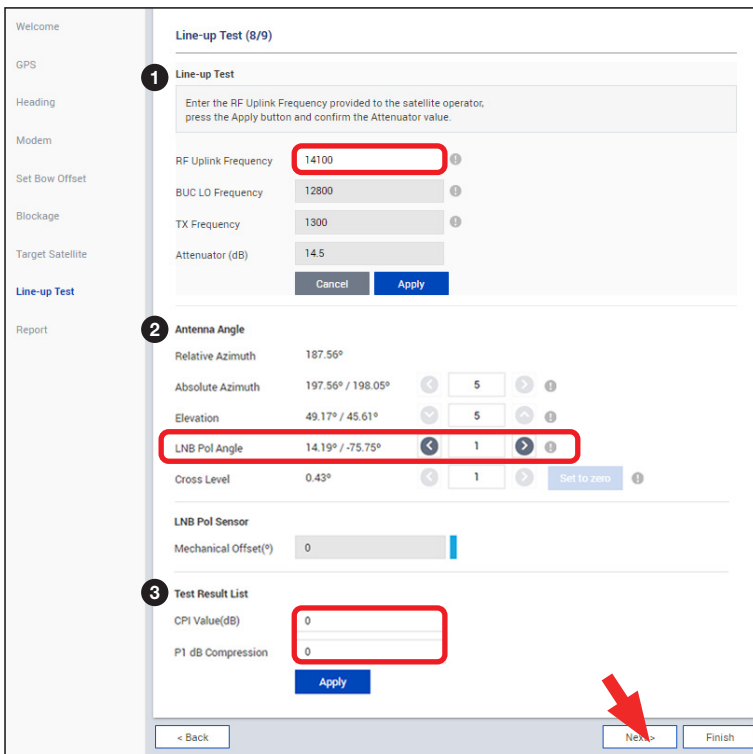 Welcome
GPS
Heading
Modem
Set Bow Offset
Blockage
Target Satellite
Line-up Test
Report
Line-up Test (8/9)
1 Line-up Test
Enter the RF Uplink Frequency provided to the satellite operator,
press the Apply button and confirm the Attenuator value.
RF Uplink Frequency 14100
BUC LO Frequency 12800
TX Frequency 1300
Attenuator (dB) 14.5
Cancel Apply
2 Antenna Angle
Relative Azimuth 187.56º
Absolute Azimuth 197.56º / 198.05º 5
Elevation 49.17º / 45.61º 5
LNB Pol Angle 14.19º / -75.75º 1
Cross Level 0.43º 1 Set to zero
LNB Pol Sensor
Mechanical Offset(º) 0
3 Test Result List
CPI Value(dB) 0
P1 dB Compression 0
Apply
< Back Next > Finish